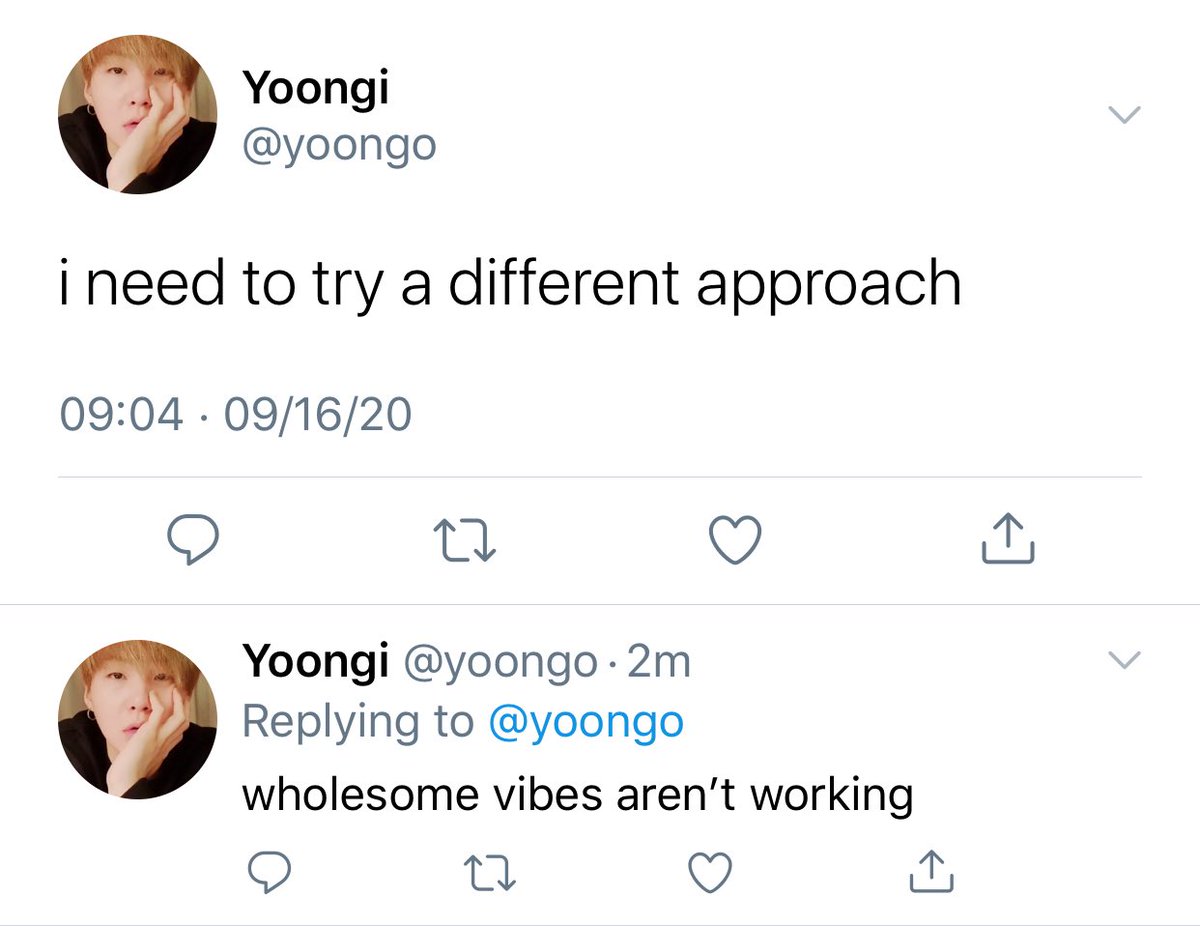 Yoongi
@yoongo
i need to try a different approach
09:04 · 09/16/20
Yoongi @yoongo · 2m
Replying to @yoongo
wholesome vibes aren’t working